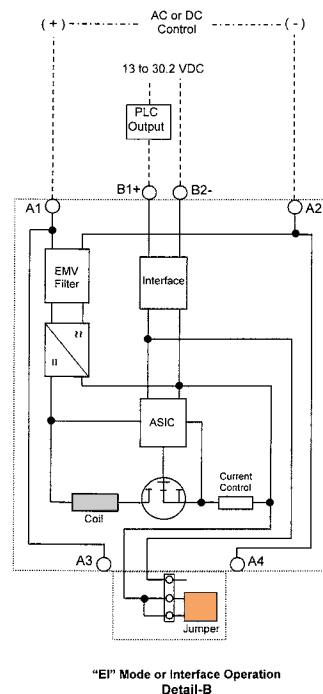 AC or DC
(+) Control (-)
13 to 30.2 VDC
PLC
Output
B1+ B2-
A1 A2
EMV
Filter
Interface
ASIC
Current
Control
Coil
A3 A4
Jumper
"EI" Mode or Interface Operation
Detail-B